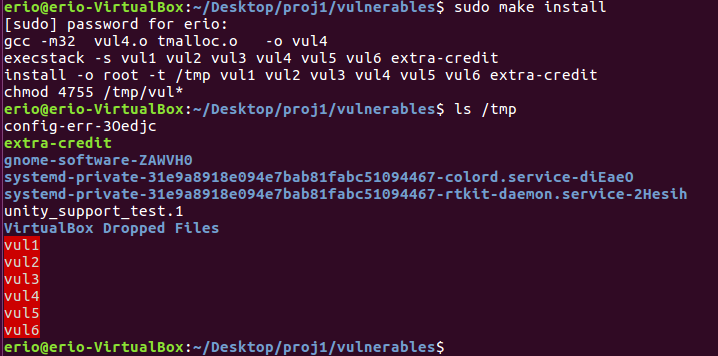 erio@erio-VirtualBox:~/Desktop/proj1/vulnerables$ sudo make install
[sudo] password for erio:
gcc -m32  vul4.o tmalloc.o   -o vul4
execstack -s vul1 vul2 vul3 vul4 vul5 vul6 extra-credit
install -o root -t /tmp vul1 vul2 vul3 vul4 vul5 vul6 extra-credit
chmod 4755 /tmp/vul*
erio@erio-VirtualBox:~/Desktop/proj1/vulnerables$ ls /tmp
config-err-3Oedjc
extra-credit
gnome-software-ZAWVH0
systemd-private-31e9a8918e094e7bab81fabc51094467-colord.service-diEaeO
systemd-private-31e9a8918e094e7bab81fabc51094467-rtkit-daemon.service-2Hesih
unity_support_test.1
VirtualBox Dropped Files
vul1
vul2
vul3
vul4
vul5
vul6
erio@erio-VirtualBox:~/Desktop/proj1/vulnerables$